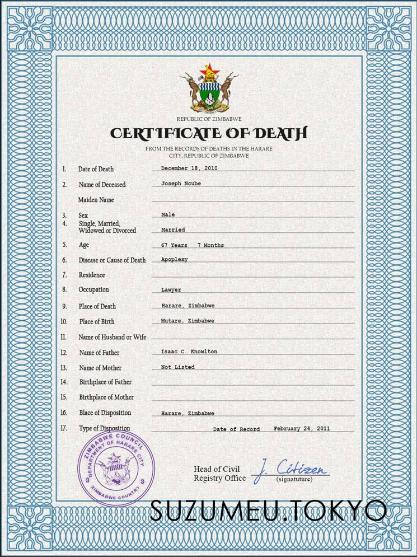 REPUBLIC OF ZIMBABWE
CERTIFICATE OF DEATH
FROM THE RECORDS OF DEATHS IN THE HARARE
CITY, REPUBLIC OF ZIMBABWE
1. Date of Death December 18, 2010
2. Name of Deceased Joseph Ncube
Maiden Name
3. Sex Male
4. Single, Married,
Widowed or Divorced Married
5. Age 67 Years 7 Months
6. Disease or Cause of Death Apoplexy
7. Residence
8. Occupation Lawyer
9. Place of Death Harare, Zimbabwe
10. Place of Birth Mutare, Zimbabwe
11. Name of Husband or Wife
12. Name of Father Isaac C. Knowlton
13. Name of Mother Not Listed
14. Birthplace of Father
15. Birthplace of Mother
16. Place of Disposition Harare, Zimbabwe
17. Type of Disposition Date of Record February 24, 2011
ZIMBABWE COUNCIL
DEPARTMENT OF HARARE
ZIMBABWE COUNTRY
Head of Civil
Registry Office J. Citizen
(signatuture)
SUZUMEU.TOKYO